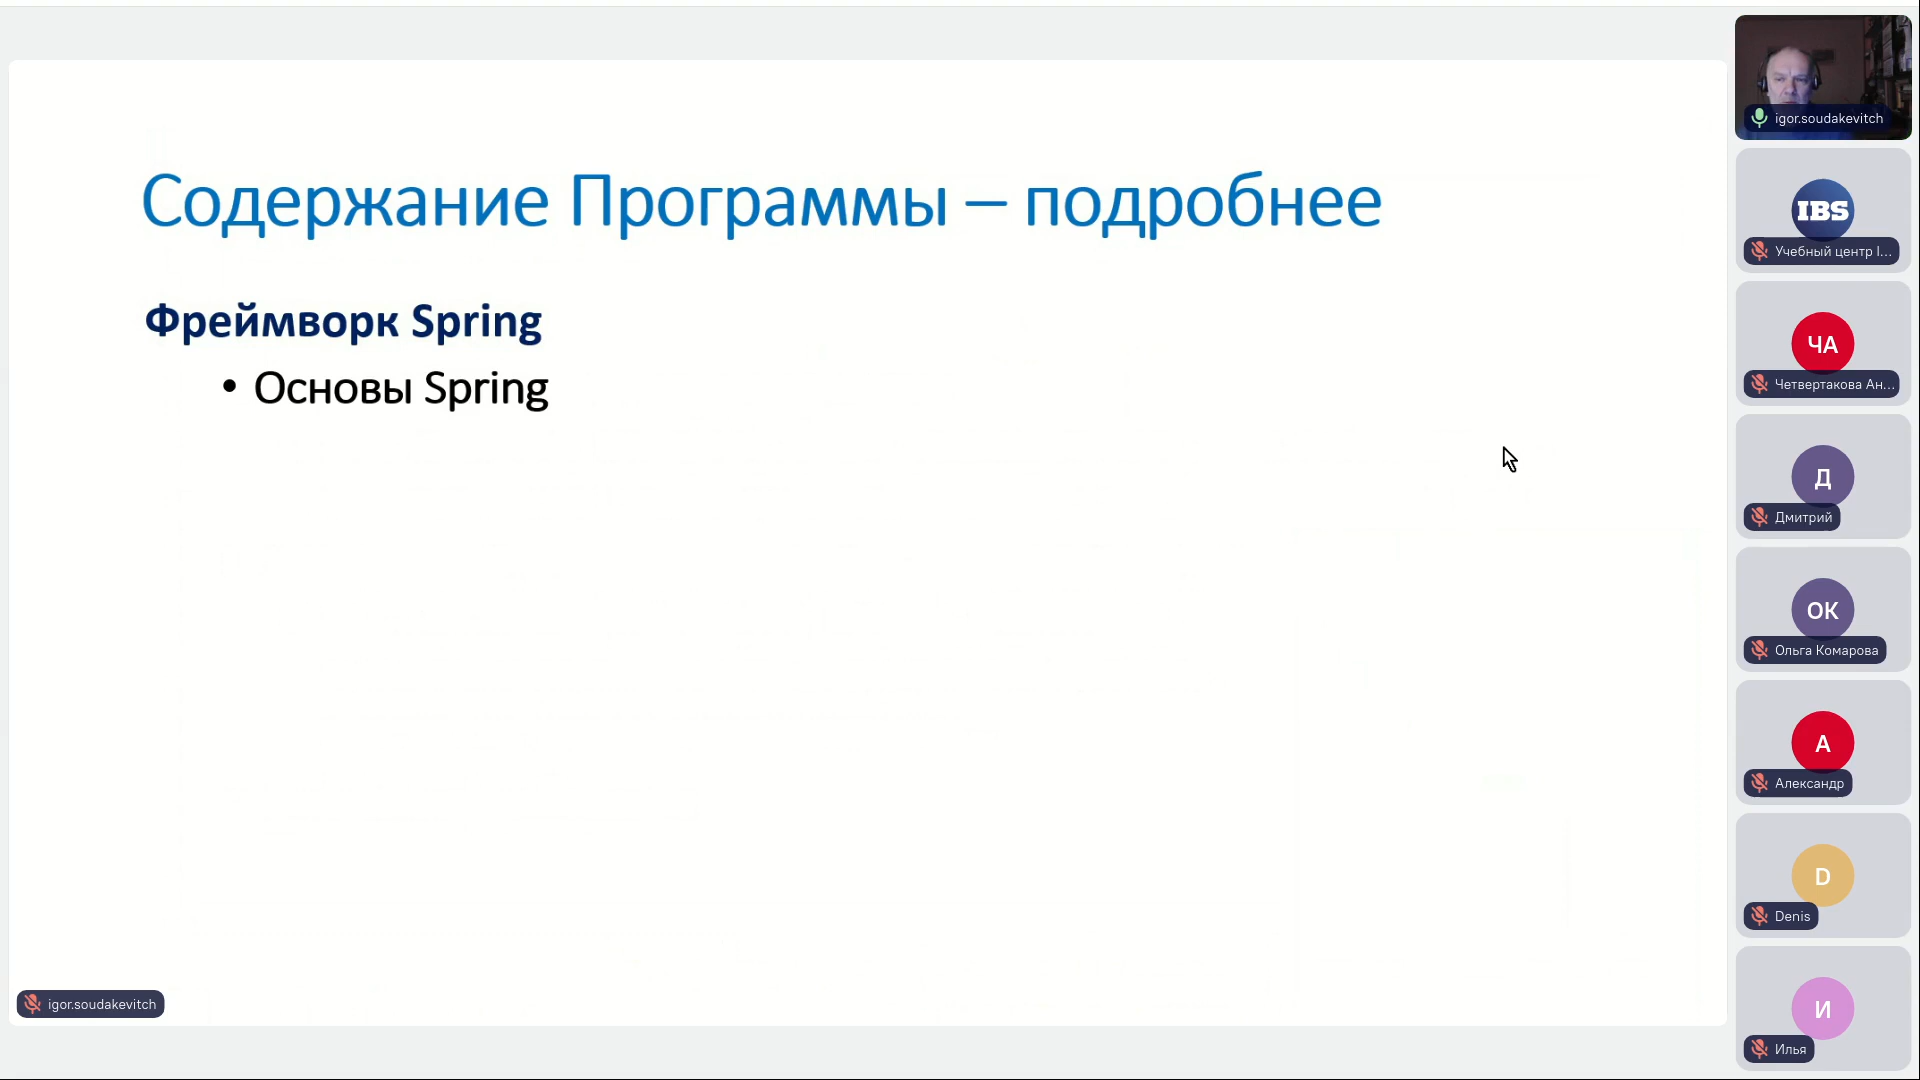 Содержание Программы – подробнее
Фреймворк Spring
• Основы Spring
igor.soudakevitch
igor.soudakevitch
IBS
Учебный центр I...
ЧА
Четвертакова Ан...
Д
Дмитрий
ОК
Ольга Комарова
А
Александр
D
Denis
И
Илья